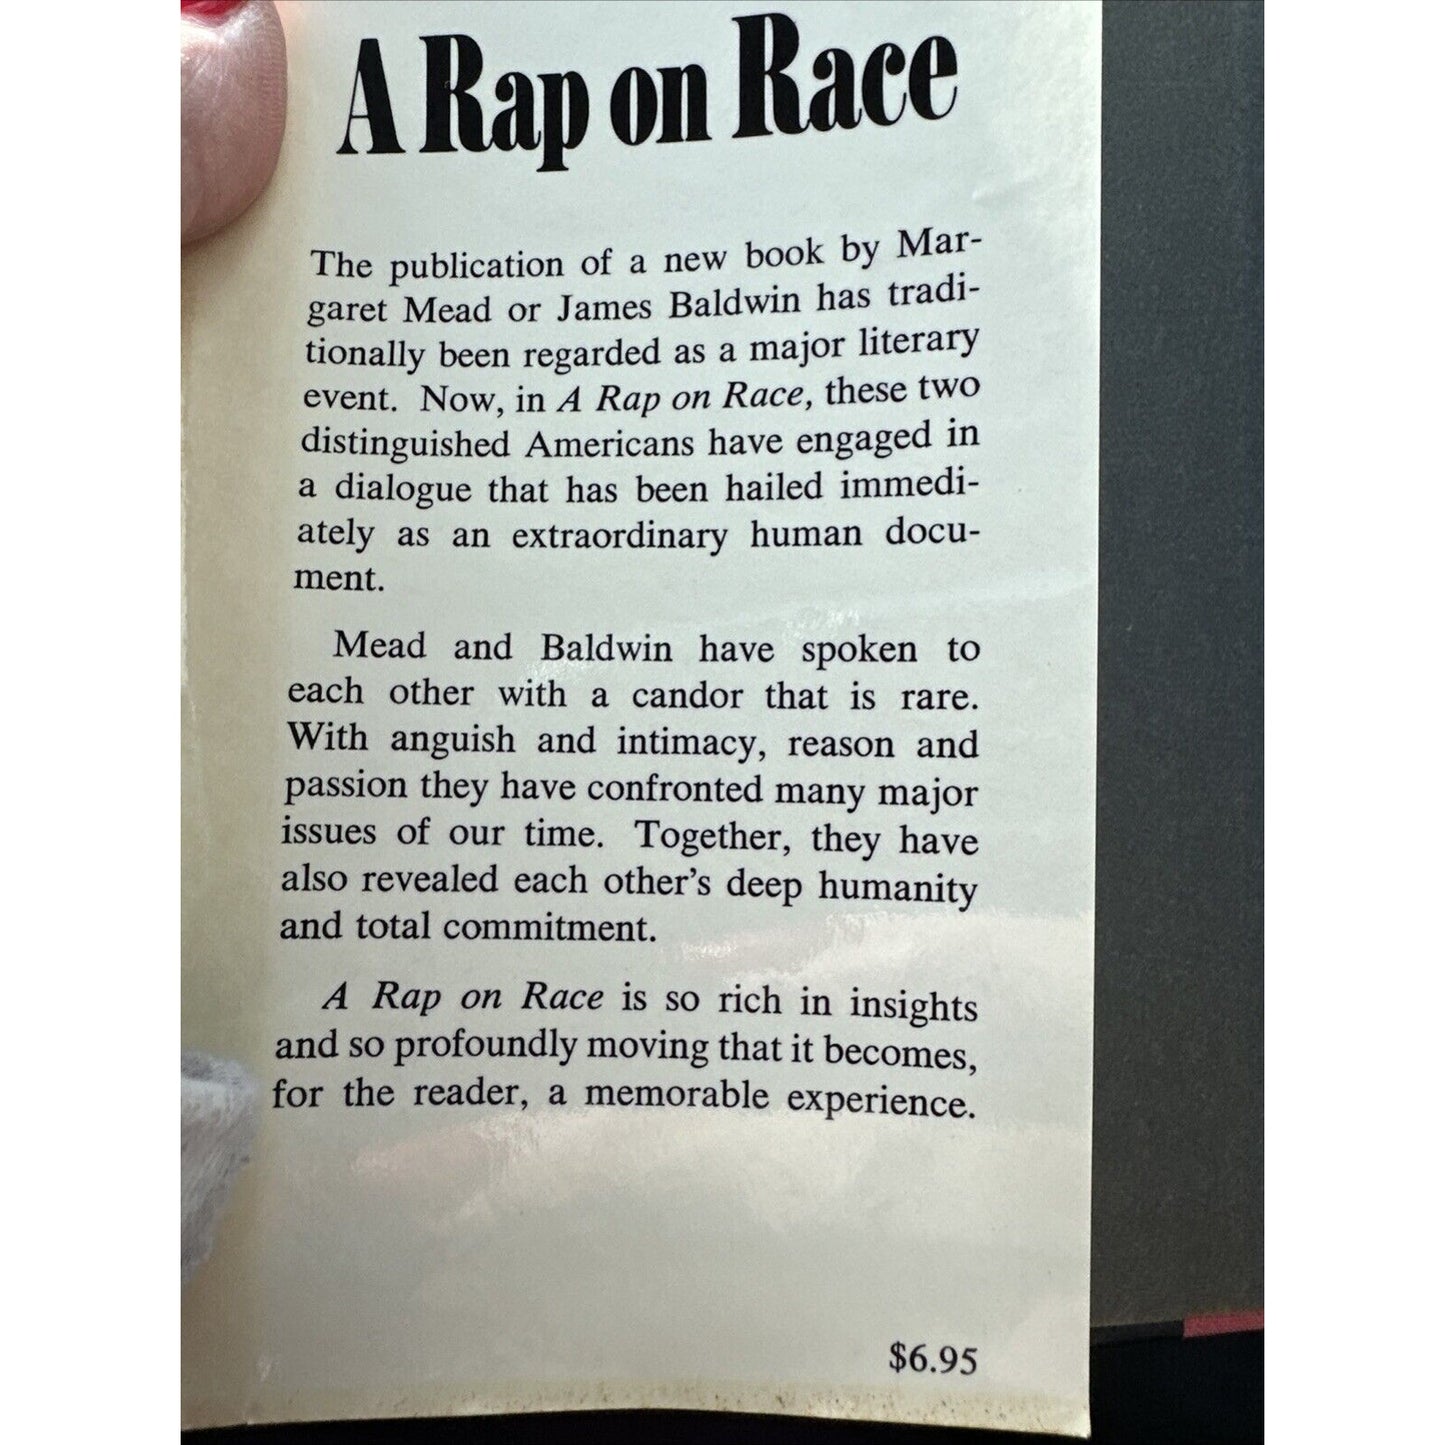 A Rap on Race
The publication of a new book by Mar-
garet Mead or James Baldwin has tradi-
tionally been regarded as a major literary
event. Now, in A Rap on Race, these two
distinguished Americans have engaged in
a dialogue that has been hailed immedi-
ately as an extraordinary human docu-
ment.
Mead and Baldwin have spoken to
each other with a candor that is rare.
With anguish and intimacy, reason and
passion they have confronted many major
issues of our time. Together, they have
also revealed each other's deep humanity
and total commitment.
A Rap on Race is so rich in insights
and so profoundly moving that it becomes,
for the reader, a memorable experience.
$6.95